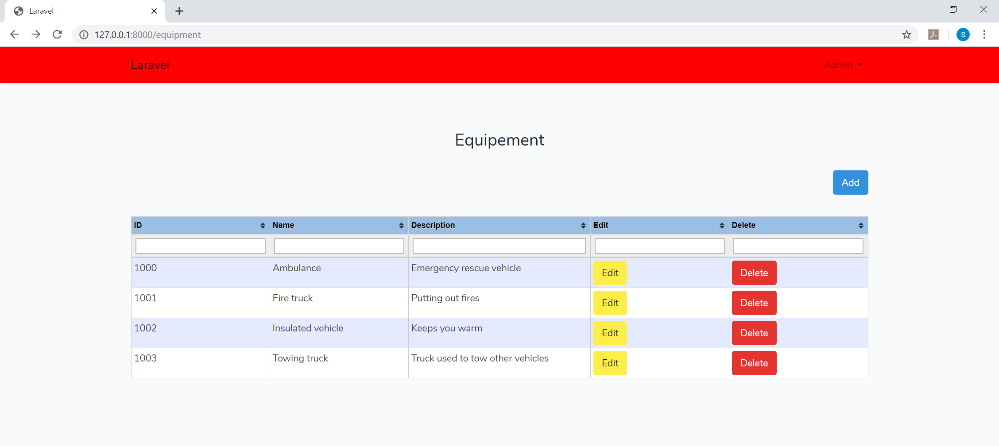 Laravel
127.0.0.1:8000/equipment
S
Laravel
Admin
Equipement
Add
ID Name Description Edit Delete
1000 Ambulance Emergency rescue vehicle Edit Delete
1001 Fire truck Putting out fires Edit Delete
1002 Insulated vehicle Keeps you warm Edit Delete
1003 Towing truck Truck used to tow other vehicles Edit Delete